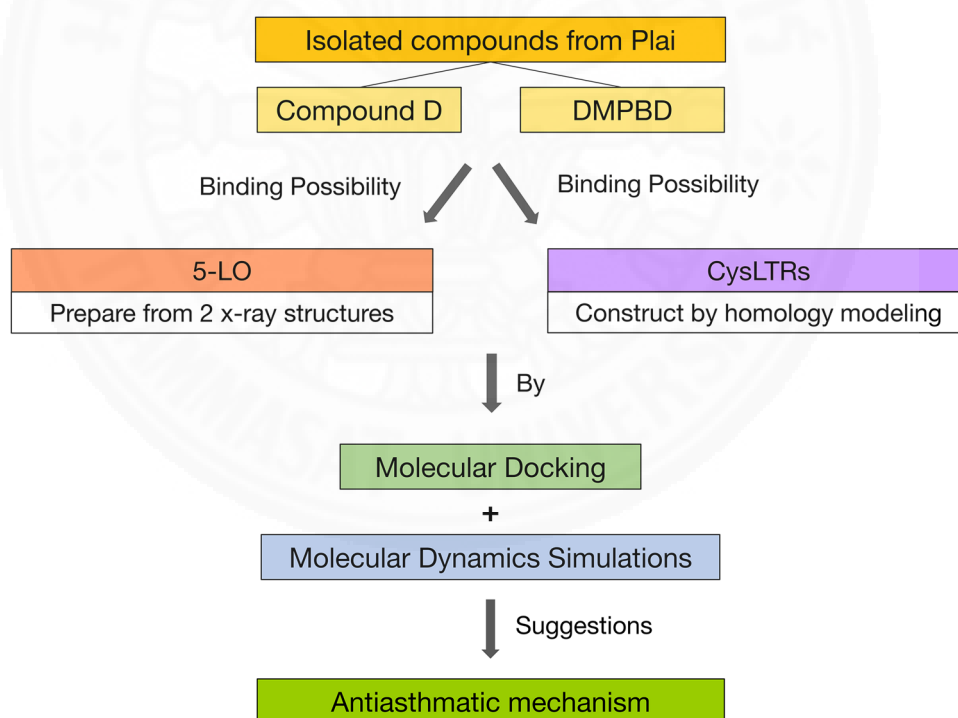 Isolated compounds from Plai
Compound D
DMPBD
Binding Possibility
Binding Possibility
5-LO
Prepare from 2 x-ray structures
CysLTRs
Construct by homology modeling
By
Molecular Docking
+
Molecular Dynamics Simulations
Suggestions
Antiasthmatic mechanism